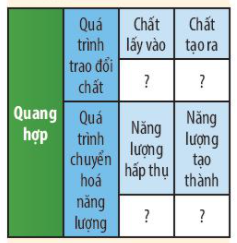 Quang
hợp
Quá
trình
trao đổi
chất
Chất
lấy vào
Chất
tạo ra
?
?
Quá
trình
chuyển
hoá
năng
lượng
Năng
lượng
hấp thụ
Năng
lượng
tạo
thành
?
?